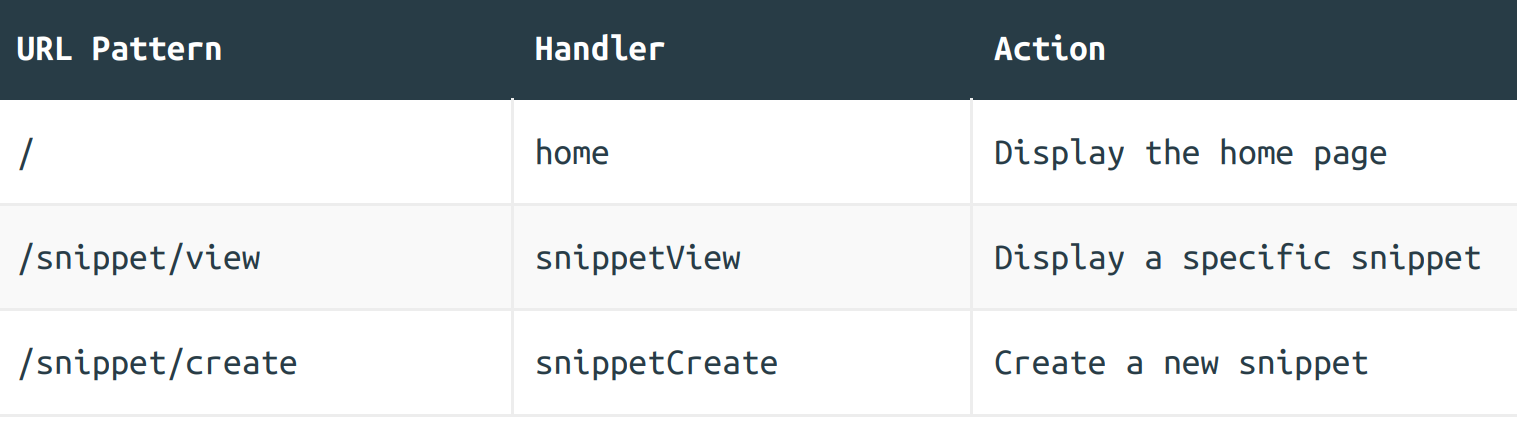 URL Pattern Handler Action
/ home Display the home page
/snippet/view snippetView Display a specific snippet
/snippet/create snippetCreate Create a new snippet